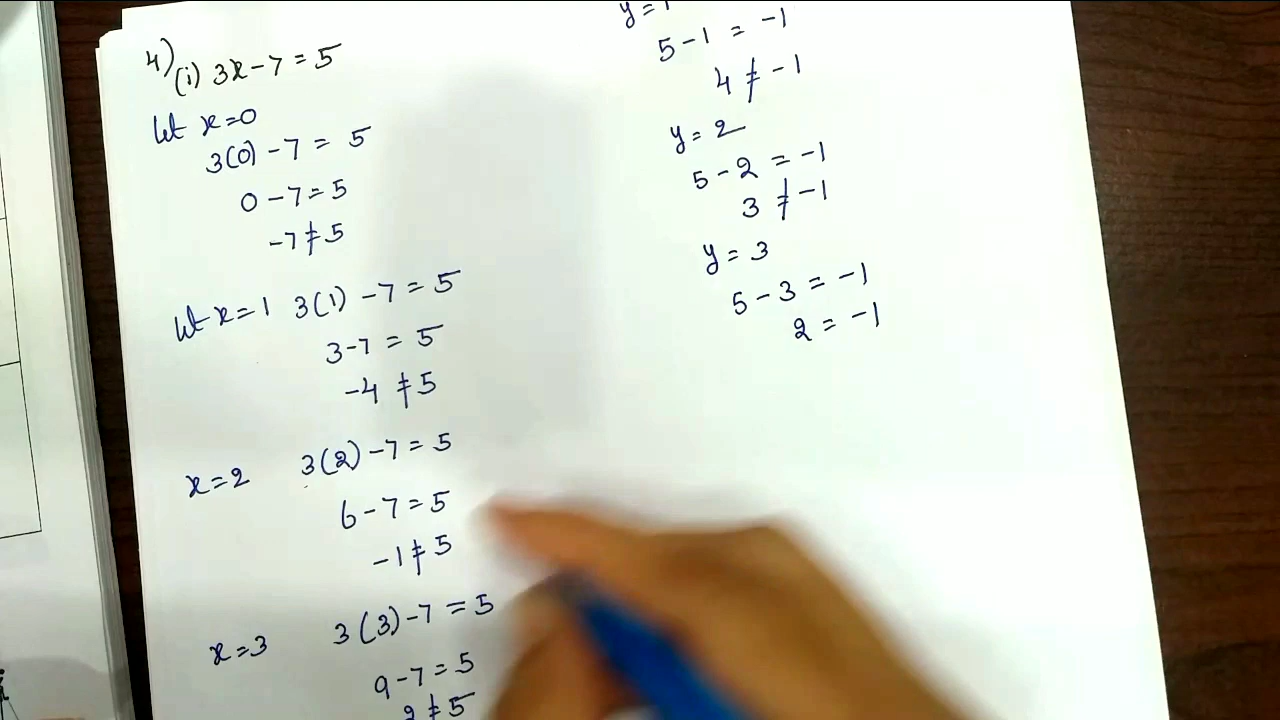 4)
(i) 3x-7=5
let x=0
3(0)-7= 5
0-7=5
-7≠5
let x=1 3(1)-7=5
3-7= 5
-4 ≠5
x=2 3(2)-7=5
6-7=5
-1≠5
x=3 3(3)-7=5
9-7=5
2≠5
y=1
5-1 = -1
4 ≠ -1
y=2
5-2 = -1
3 ≠ -1
y= 3
5-3 = -1
2 = -1